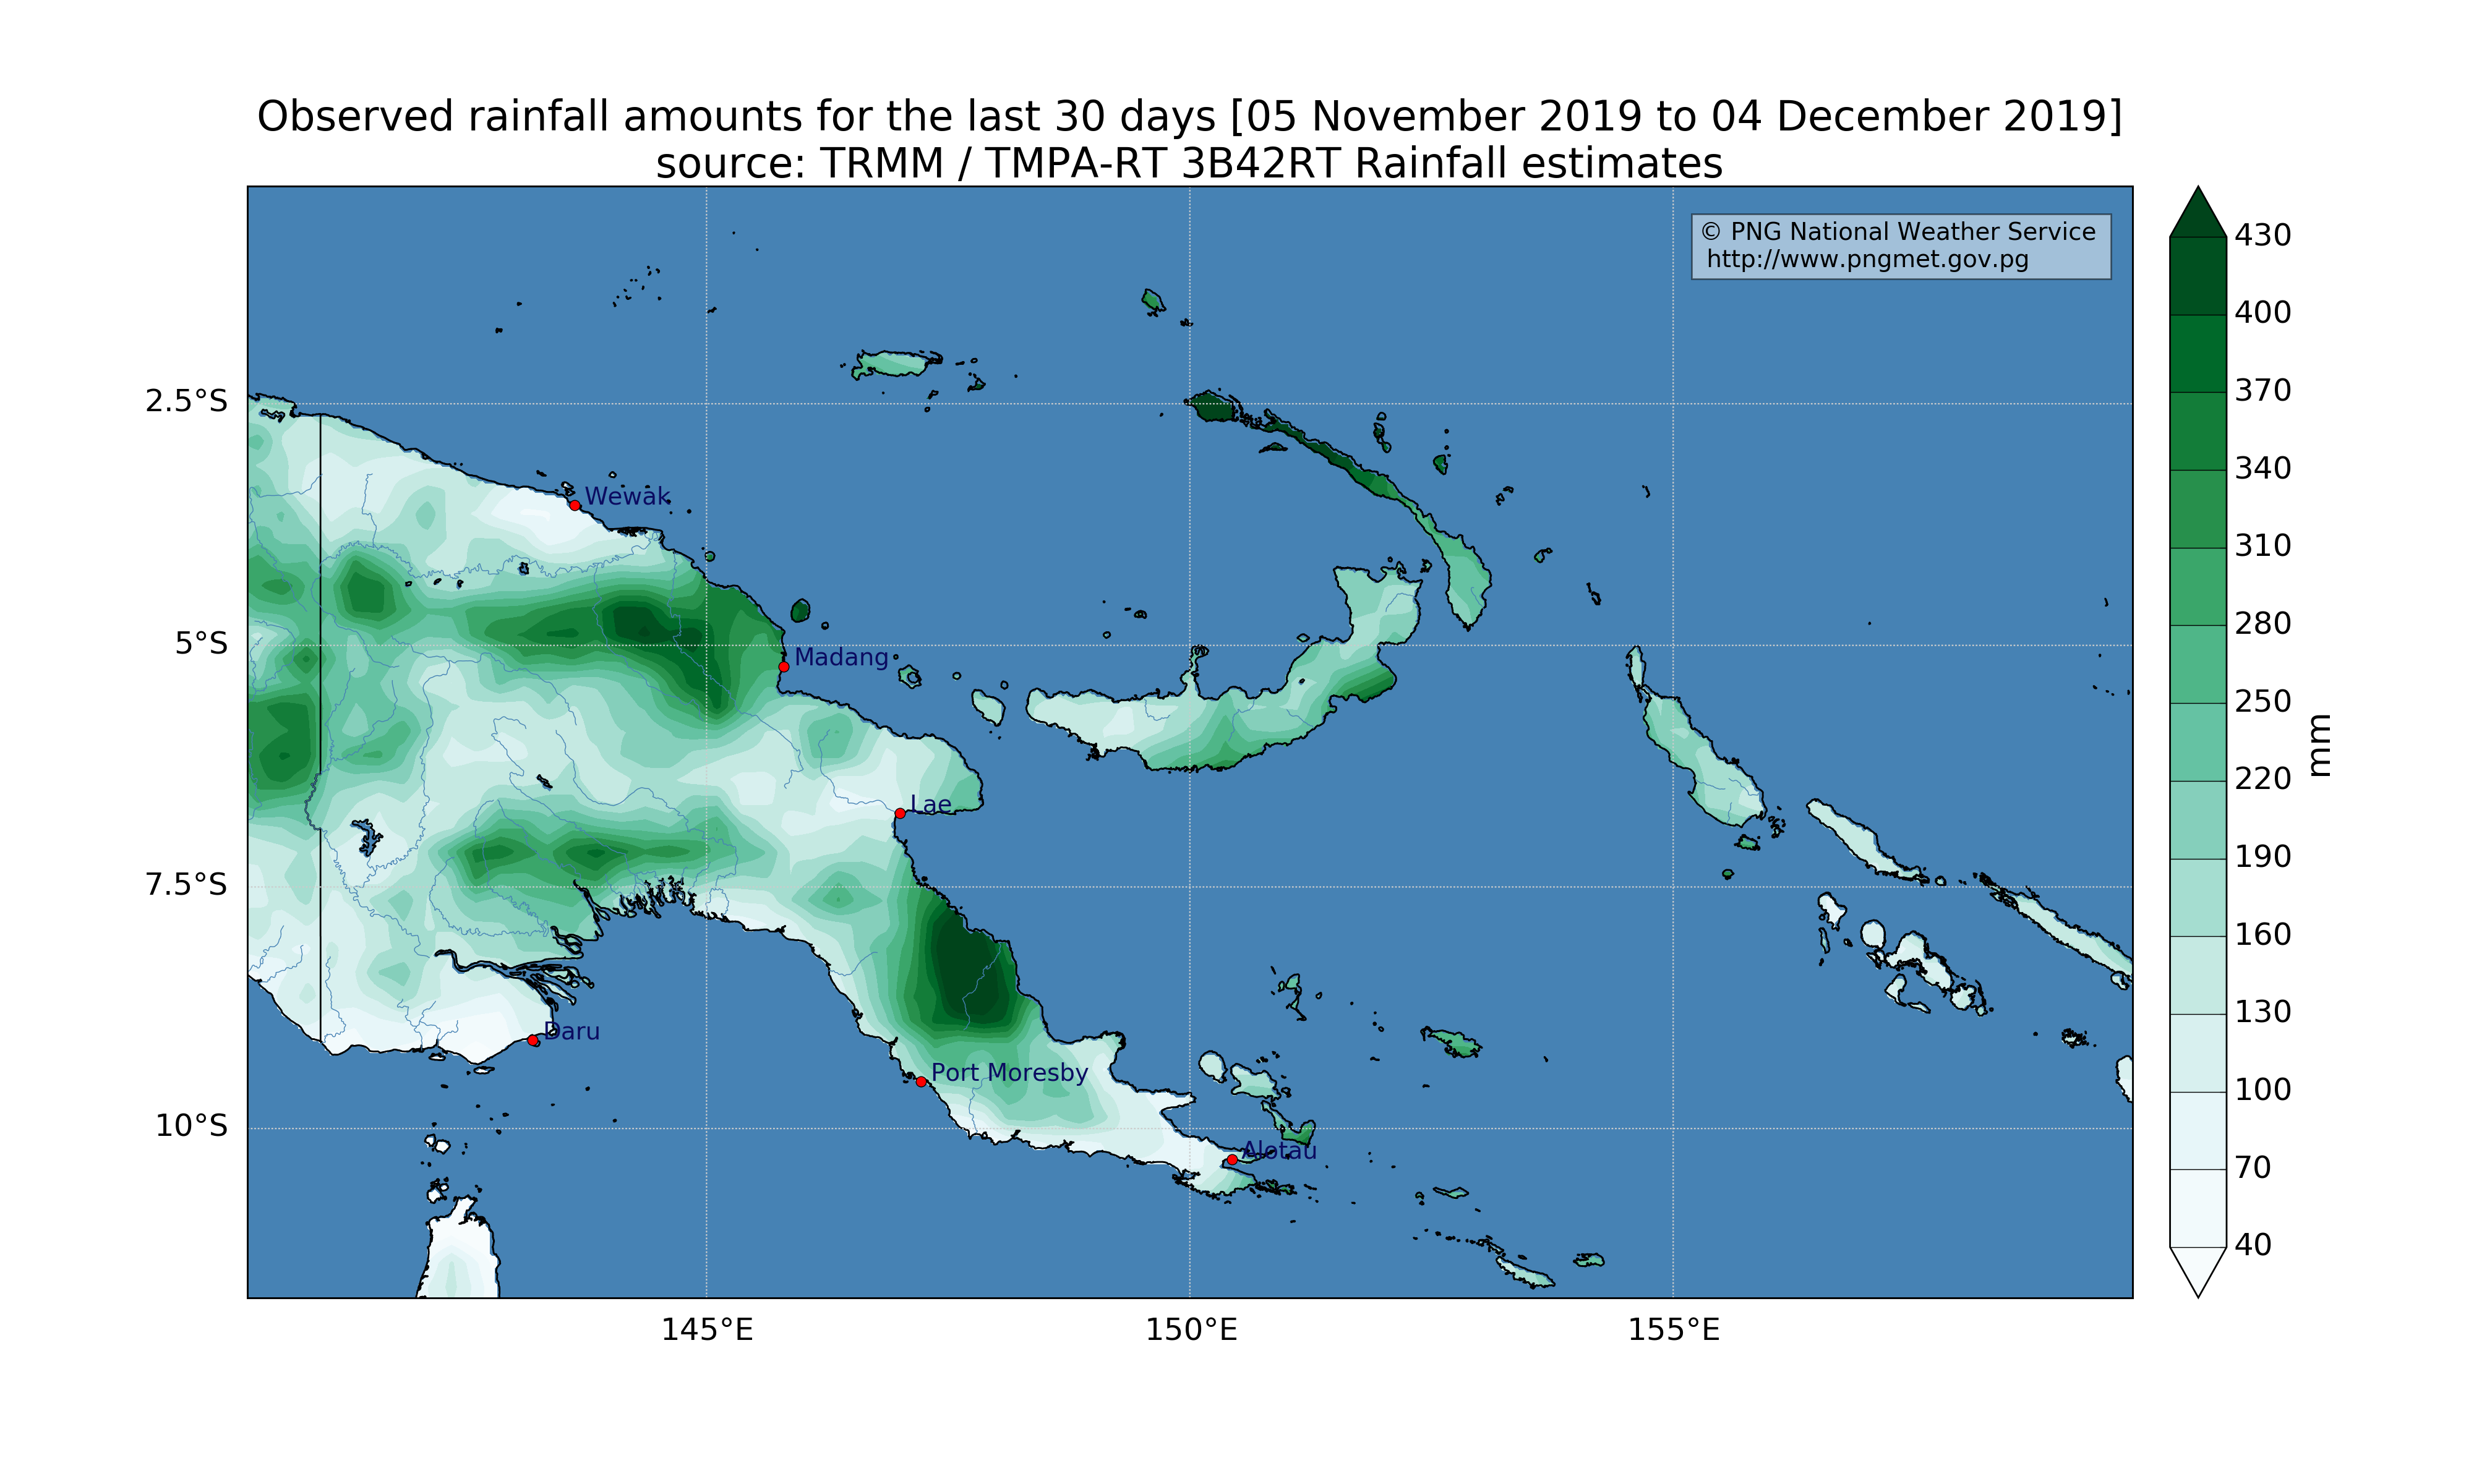 Observed rainfall amounts for the last 30 days [05 November 2019 to 04 December 2019]
source: TRMM / TMPA-RT 3B42RT Rainfall estimates
© PNG National Weather Service
http://www.pngmet.gov.pg
430
400
370
340
310
280
250
220
190
160
130
100
70
40
mm
2.5°S
5°S
7.5°S
10°S
Wewak
Madang
Lae
Daru
Port Moresby
Alotau
145°E
150°E
155°E